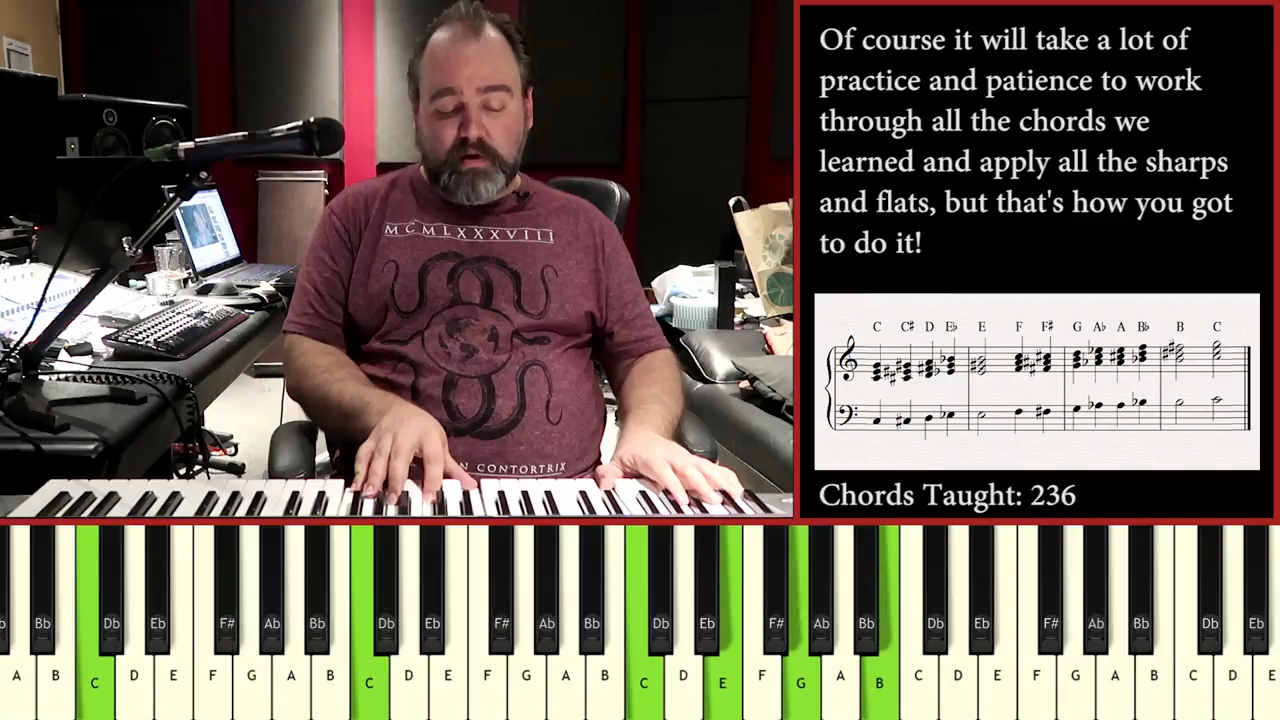 Of course it will take a lot of
practice and patience to work
through all the chords we
learned and apply all the sharps
and flats, but that's how you got
to do it!
C C# D E♭ E F F# G A♭ A B♭ B C
Chords Taught: 236
MCMLXXXVIII
N CONTORTRIX
b Bb Db Eb F# Ab Bb Db Eb F# Ab Bb Db Eb F# Ab Bb Db Eb F# Ab Bb Db Eb
A B C D E F G A B C D E F G A B C D E F G A B C D E F G A B C D E